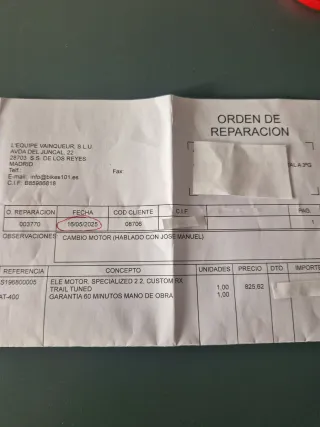 ORDEN DE
REPARACION
L'EQUIPE VAINQUEUR, S.L.U.
AVDA DEL JUNCAL, 22
28703 S.S. DE LOS REYES
MADRID
Telf.:
Fax:
E-mail: info@bikes101.es
C.I.F. B85986818
AL A 3ºG
O. REPARACION FECHA COD CLIENTE C.I.F. PAG.
003770 16/05/2025 08706 1
OBSERVACIONES CAMBIO MOTOR (HABLADO CON JOSE MANUEL)
REFERENCIA CONCEPTO UNIDADES PRECIO DTO. IMPORTE
S196800005 ELE MOTOR SPECIALIZED 2.2, CUSTOM RX 1,00 825,62
TRAIL TUNED
AT-400 GARANTIA 60 MINUTOS MANO DE OBRA 1,00